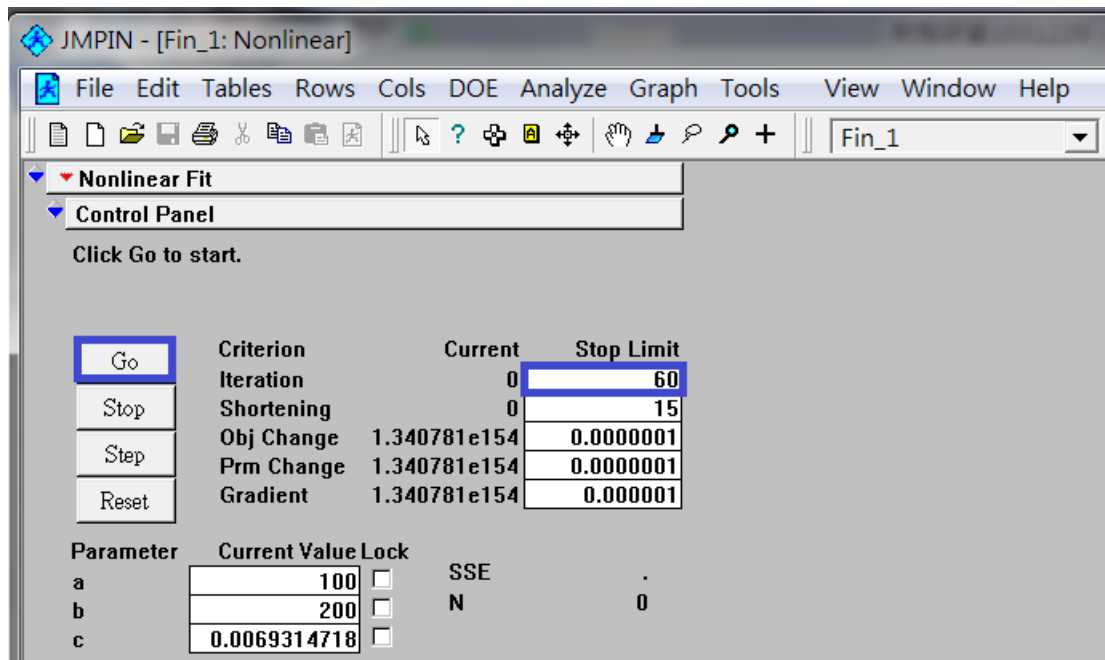 JMPIN - [Fin_1: Nonlinear]
File Edit Tables Rows Cols DOE Analyze Graph Tools View Window Help
Fin_1
Nonlinear Fit
Control Panel
Click Go to start.
Go
Stop
Step
Reset
Criterion Current Stop Limit
Iteration 0 60
Shortening 0 15
Obj Change 1.340781e154 0.0000001
Prm Change 1.340781e154 0.0000001
Gradient 1.340781e154 0.000001
Parameter Current Value Lock
a 100
b 200
c 0.0069314718
SSE .
N 0